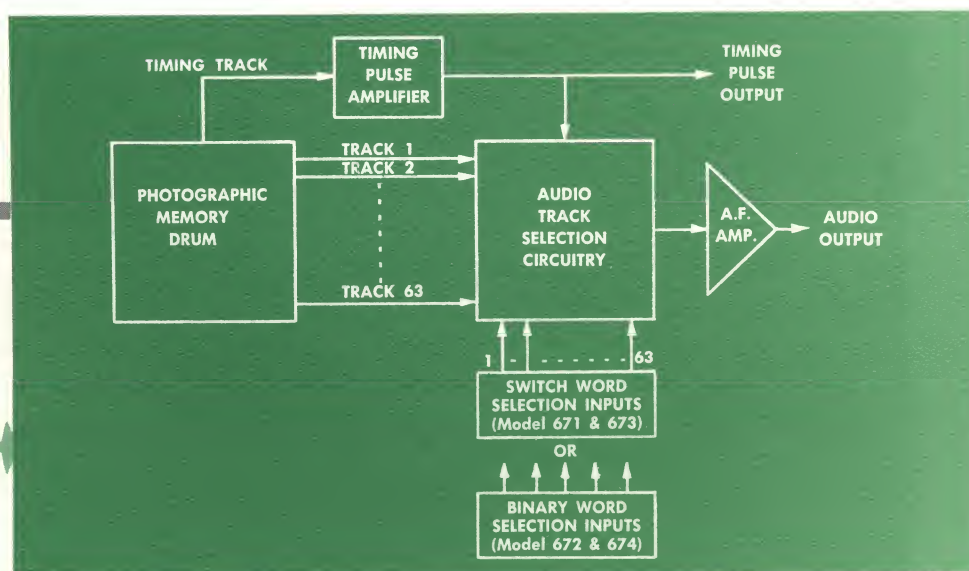 TIMING TRACK
TIMING
PULSE
AMPLIFIER
TIMING
PULSE
OUTPUT
PHOTOGRAPHIC
MEMORY
DRUM
TRACK 1
TRACK 2
TRACK 63
AUDIO
TRACK
SELECTION
CIRCUITRY
A.F.
AMP.
AUDIO
OUTPUT
1 - - - - - - - - 63
SWITCH WORD
SELECTION INPUTS
(Model 671 & 673)
OR
BINARY WORD
SELECTION INPUTS
(Model 672 & 674)